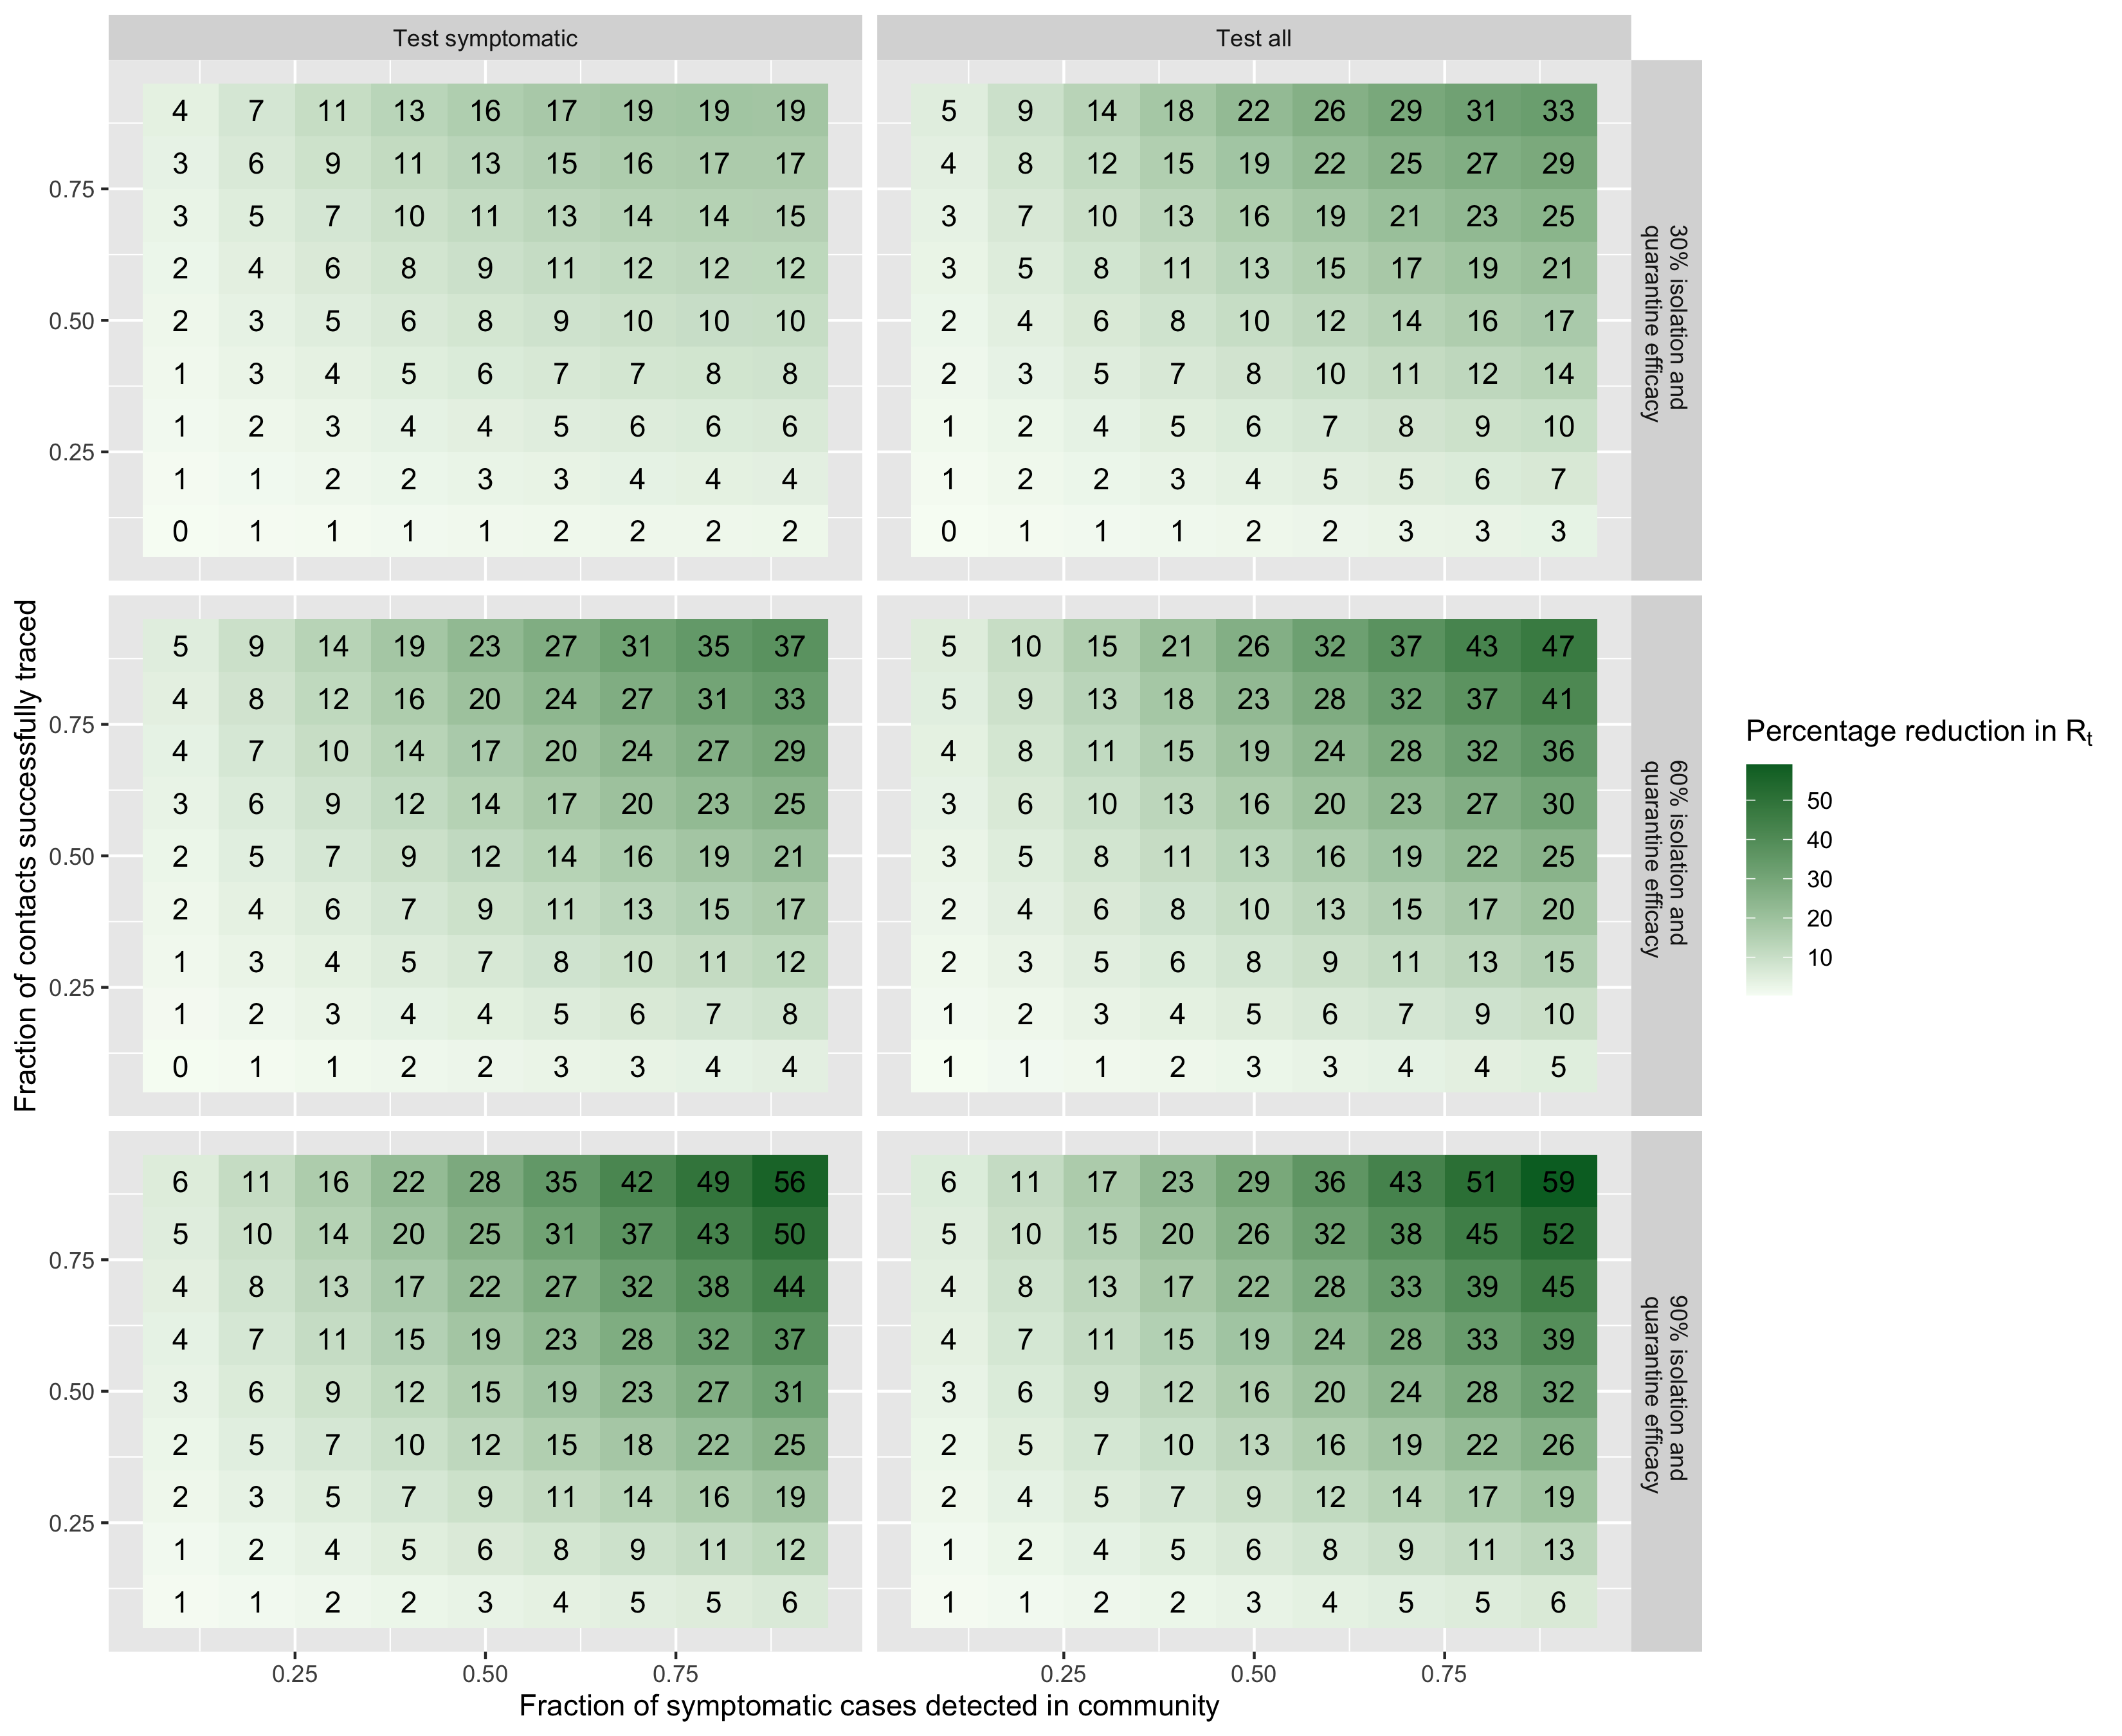 Test symptomatic
Test all
4 7 11 13 16 17 19 19 19
3 6 9 11 13 15 16 17 17
3 5 7 10 11 13 14 14 15
2 4 6 8 9 11 12 12 12
2 3 5 6 8 9 10 10 10
1 3 4 5 6 7 7 8 8
1 2 3 4 4 5 6 6 6
1 1 2 2 3 3 4 4 4
0 1 1 1 1 2 2 2 2
0.75
0.50
0.25
5 9 14 18 22 26 29 31 33
4 8 12 15 19 22 25 27 29
3 7 10 13 16 19 21 23 25
3 5 8 11 13 15 17 19 21
2 4 6 8 10 12 14 16 17
2 3 5 7 8 10 11 12 14
1 2 4 5 6 7 8 9 10
1 2 2 3 4 5 5 6 7
0 1 1 1 2 2 3 3 3
30% isolation and
quarantine efficacy
Fraction of contacts successfully traced
5 9 14 19 23 27 31 35 37
4 8 12 16 20 24 27 31 33
4 7 10 14 17 20 24 27 29
3 6 9 12 14 17 20 23 25
2 5 7 9 12 14 16 19 21
2 4 6 7 9 11 13 15 17
1 3 4 5 7 8 10 11 12
1 2 3 4 4 5 6 7 8
0 1 1 2 2 3 3 4 4
0.75
0.50
0.25
5 10 15 21 26 32 37 43 47
5 9 13 18 23 28 32 37 41
4 8 11 15 19 24 28 32 36
3 6 10 13 16 20 23 27 30
3 5 8 11 13 16 19 22 25
2 4 6 8 10 13 15 17 20
2 3 5 6 8 9 11 13 15
1 2 3 4 5 6 7 9 10
1 1 1 2 3 3 4 4 5
60% isolation and
quarantine efficacy
Percentage reduction in Rt
50
40
30
20
10
6 11 16 22 28 35 42 49 56
5 10 14 20 25 31 37 43 50
4 8 13 17 22 27 32 38 44
4 7 11 15 19 23 28 32 37
3 6 9 12 15 19 23 27 31
2 5 7 10 12 15 18 22 25
2 3 5 7 9 11 14 16 19
1 2 4 5 6 8 9 11 12
1 1 2 2 3 4 5 5 6
0.75
0.50
0.25
6 11 17 23 29 36 43 51 59
5 10 15 20 26 32 38 45 52
4 8 13 17 22 28 33 39 45
4 7 11 15 19 24 28 33 39
3 6 9 12 16 20 24 28 32
2 5 7 10 13 16 19 22 26
2 4 5 7 9 12 14 17 19
1 2 4 5 6 8 9 11 13
1 1 2 2 3 4 5 5 6
90% isolation and
quarantine efficacy
0.25 0.50 0.75
0.25 0.50 0.75
Fraction of symptomatic cases detected in community